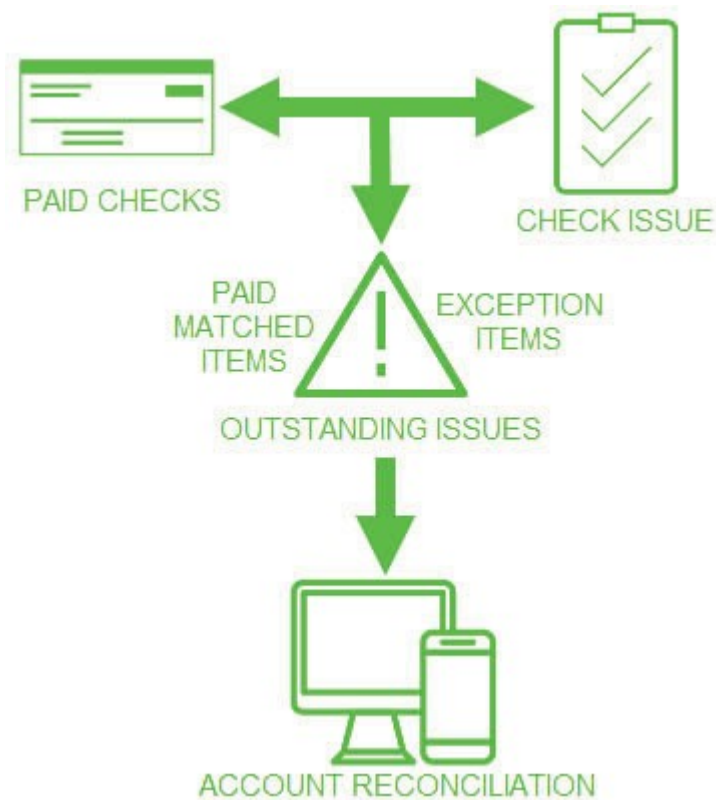 PAID CHECKS
CHECK ISSUE
PAID
MATCHED
ITEMS
EXCEPTION
ITEMS
OUTSTANDING ISSUES
ACCOUNT RECONCILIATION